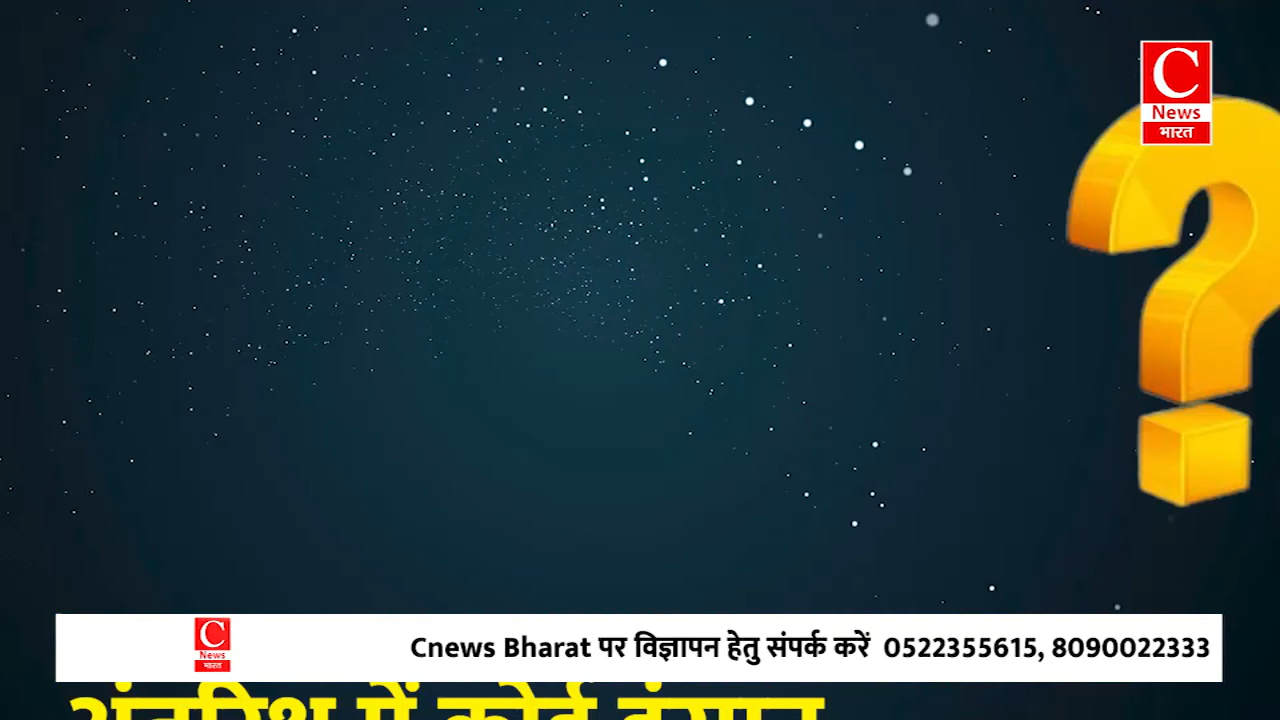 C
News
भारत
C
News
भारत
Cnews Bharat पर विज्ञापन हेतु संपर्क करें 0522355615, 8090022333
में कोई इंसान